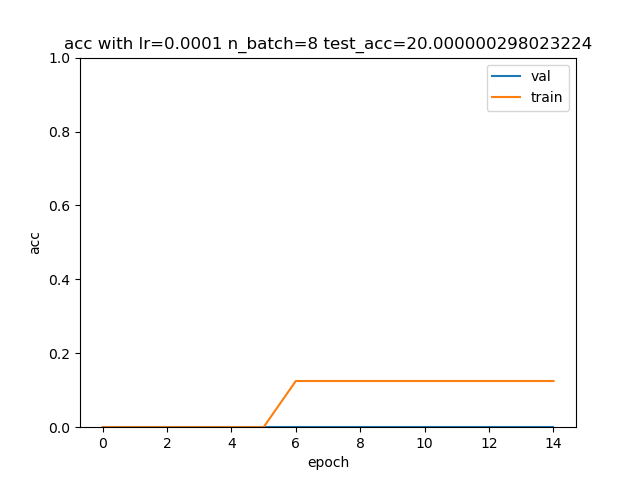 acc with lr=0.0001 n_batch=8 test_acc=20.000000298023224
1.0
0.8
0.6
0.4
0.2
0.0
acc
val
train
0 2 4 6 8 10 12 14
epoch